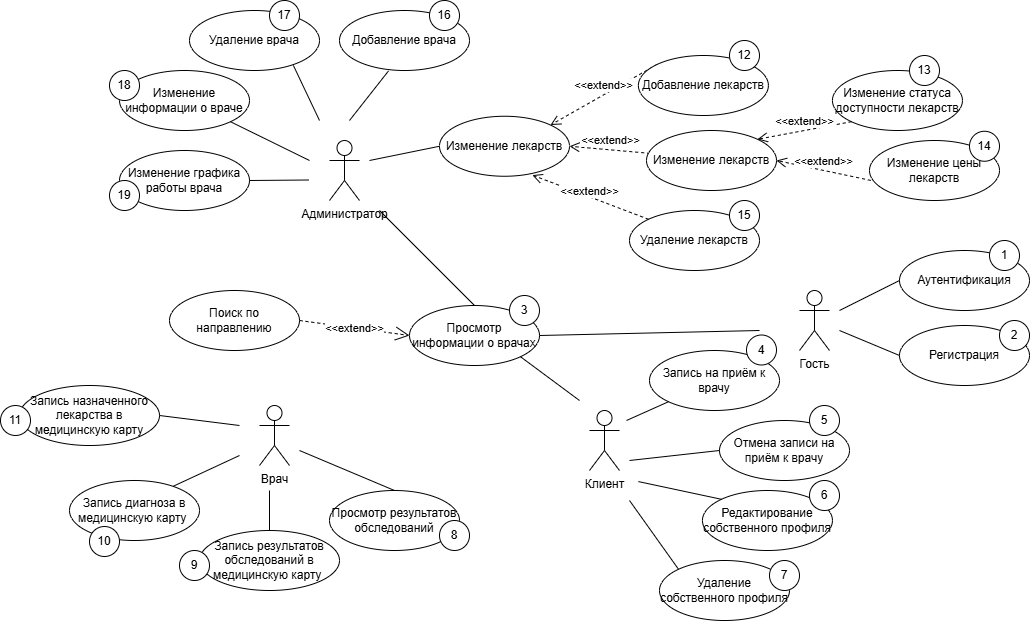 17
Удаление врача
16
Добавление врача
18
Изменение
информации о враче
19
Изменение графика
работы врача
Администратор
Изменение лекарств
<<extend>>
12
Добавление лекарств
<<extend>>
Изменение лекарств
<<extend>>
13
Изменение статуса
доступности лекарств
<<extend>>
14
Изменение цены
лекарств
<<extend>>
15
Удаление лекарств
Поиск по
направлению
<<extend>>
3
Просмотр
информации о врачах
Гость
1
Аутентификация
2
Регистрация
4
Запись на приём к
врачу
5
Отмена записи на
приём к врачу
Клиент
6
Редактирование
собственного профиля
7
Удаление
собственного профиля
11
Запись назначенного
лекарства в
медицинскую карту
Врач
Запись диагноза в
медицинскую карту
10
9
Запись результатов
обследований в
медицинскую карту
Просмотр результатов
обследований
8